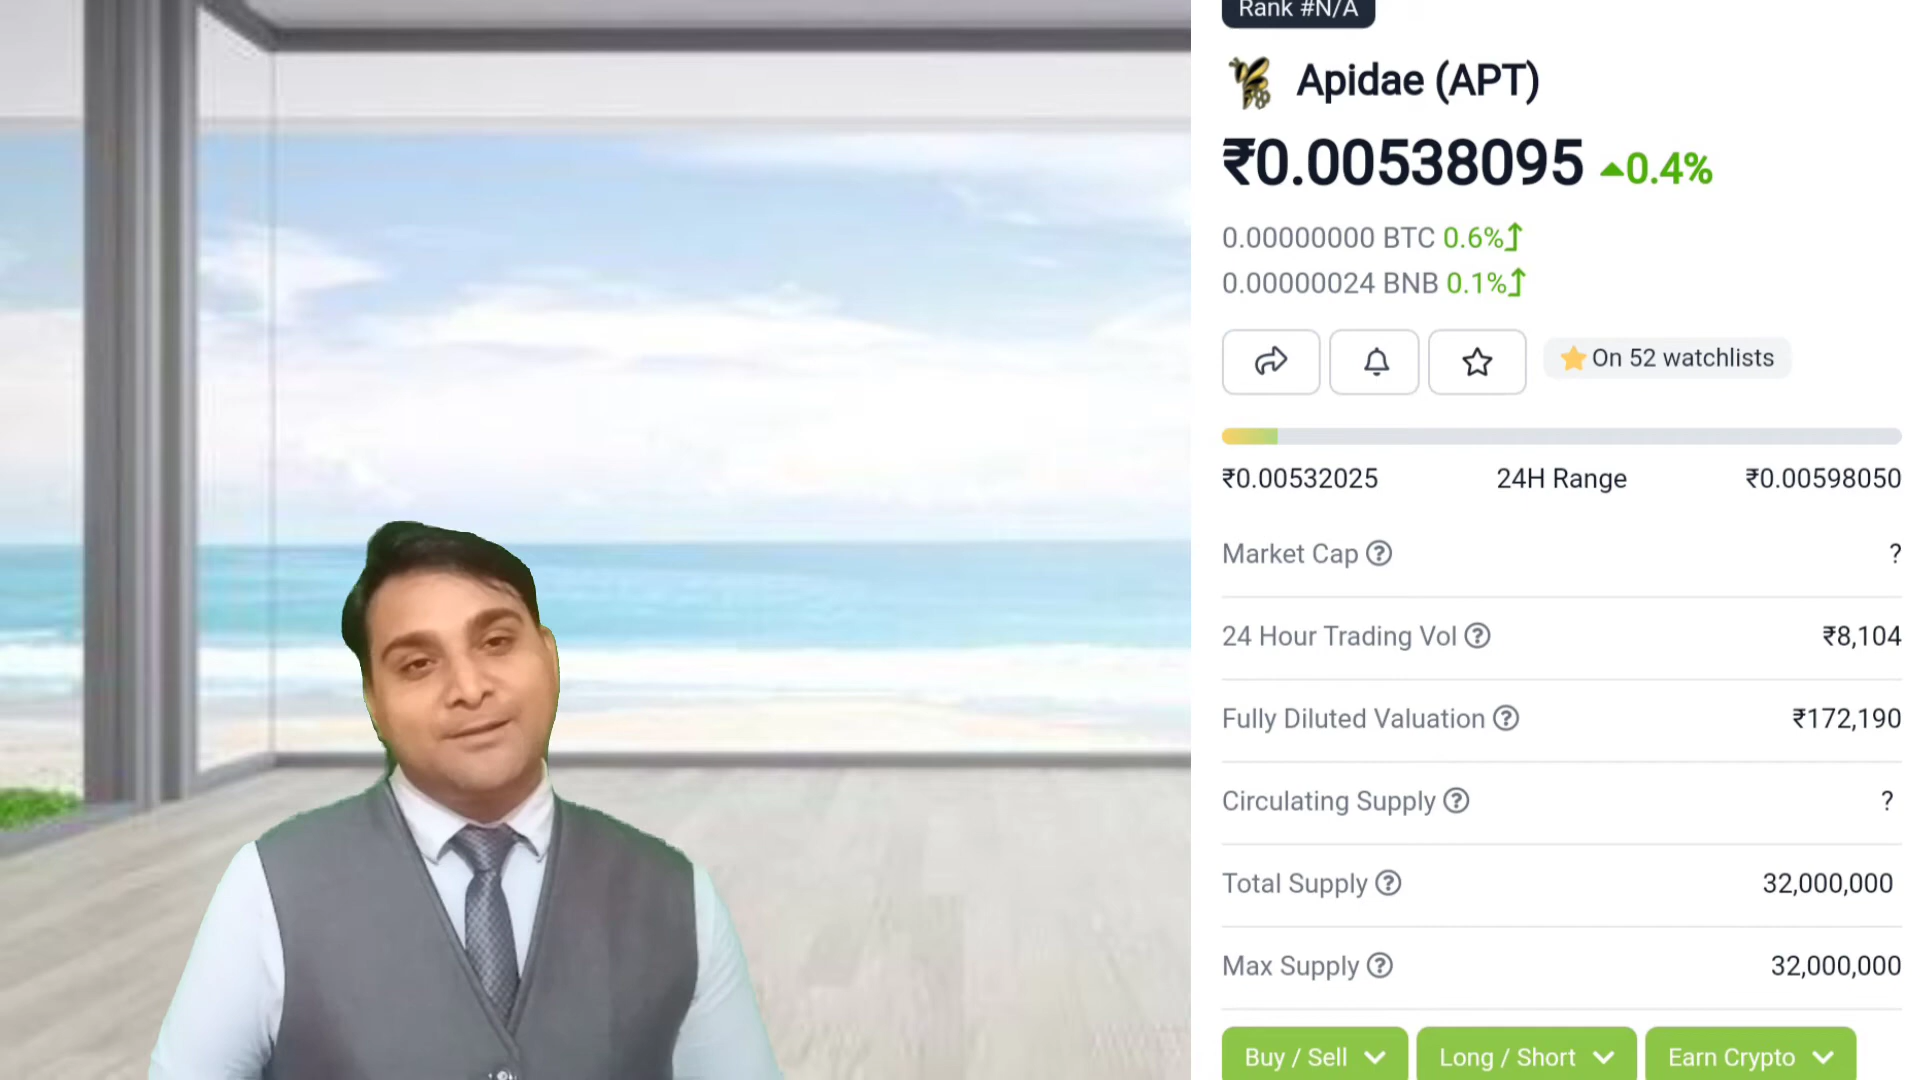 Rank #N/A
Apidae (APT)
₹0.00538095 0.4%
0.00000000 BTC 0.6%
0.00000024 BNB 0.1%
On 52 watchlists
₹0.00532025 24H Range ₹0.00598050
Market Cap ?
24 Hour Trading Vol ₹8,104
Fully Diluted Valuation ₹172,190
Circulating Supply ?
Total Supply 32,000,000
Max Supply 32,000,000
Buy / Sell Long / Short Earn Crypto